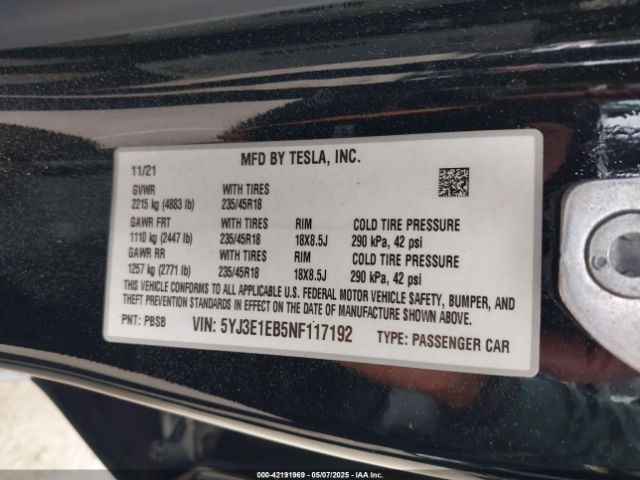 MFD BY TESLA, INC.
11/21
GVWR WITH TIRES
2215 kg (4883 lb) 235/45R18
GAWR FRT WITH TIRES RIM COLD TIRE PRESSURE
1110 kg (2447 lb) 235/45R18 18X8.5J 290 kPa, 42 psi
GAWR RR WITH TIRES RIM COLD TIRE PRESSURE
1257 kg (2771 lb) 235/45R18 18X8.5J 290 kPa, 42 psi
THIS VEHICLE CONFORMS TO ALL APPLICABLE U.S. FEDERAL MOTOR VEHICLE SAFETY, BUMPER, AND
THEFT PREVENTION STANDARDS IN EFFECT ON THE DATE OF MANUFACTURE SHOWN ABOVE.
PNT: PBSB VIN: 5YJ3E1EB5NF117192 TYPE: PASSENGER CAR
000-42191969 - 05/07/2025 - IAA Inc.